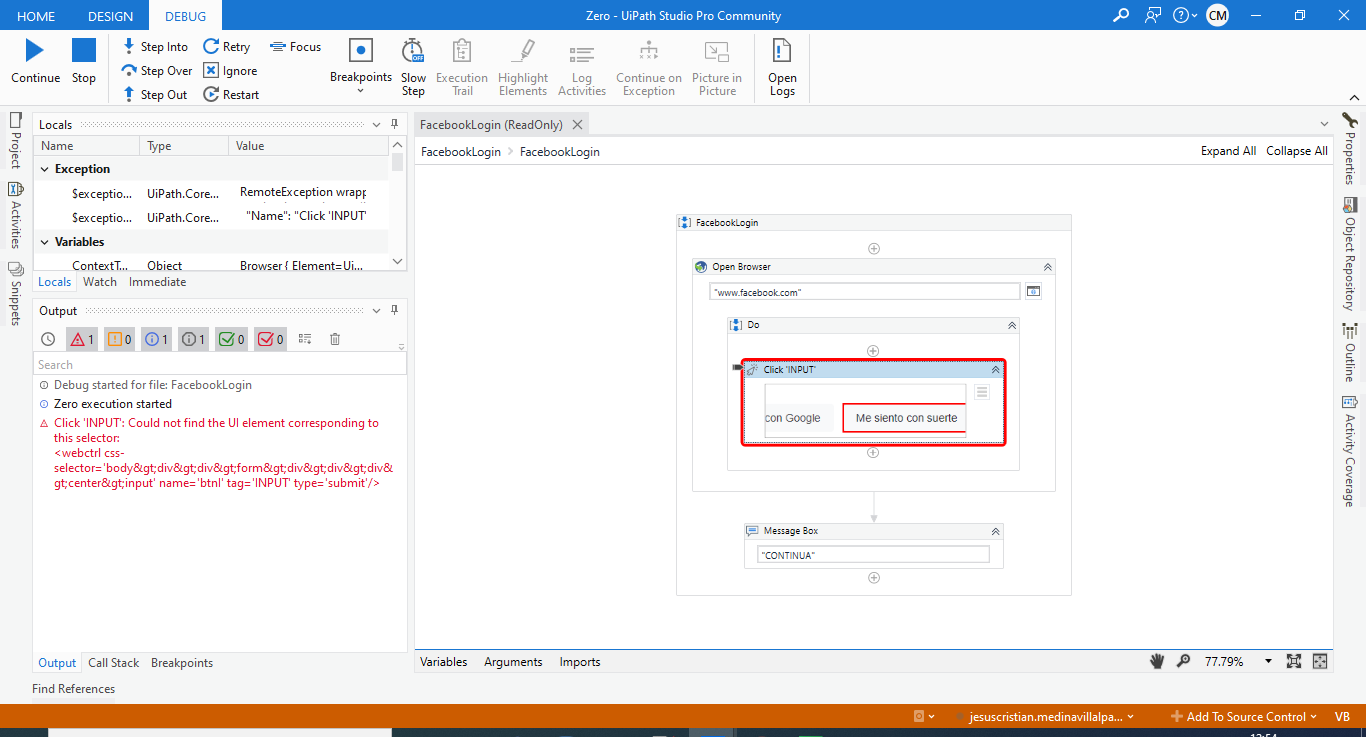 HOME DESIGN DEBUG Zero - UiPath Studio Pro Community CM
Continue Stop
Step Into Retry Focus
Step Over Ignore
Step Out Restart
Breakpoints Slow Step Execution Trail Highlight Elements Log Activities Continue on Exception Picture in Picture Open Logs
OFF
Project
Activities
Snippets
Locals
Name Type Value
Exception
$exceptio... UiPath.Core... RemoteException wrapp
$exceptio... UiPath.Core... "Name": "Click 'INPUT'
Variables
ContextT... Object Browser { Element=Ui...
Locals Watch Immediate
Output
1 0 1 1 0 0
Search
Debug started for file: FacebookLogin
Zero execution started
Click 'INPUT': Could not find the UI element corresponding to
this selector:
<webctrl css-
selector='body&gt;div&gt;div&gt;form&gt;div&gt;div&gt;div&
gt;center&gt;input' name='btnI' tag='INPUT' type='submit'/>
Output Call Stack Breakpoints
Find References
FacebookLogin (ReadOnly)
FacebookLogin FacebookLogin Expand All Collapse All
FacebookLogin
Open Browser
"www.facebook.com"
Do
Click 'INPUT'
con Google Me siento con suerte
Message Box
"CONTINUA"
Variables Arguments Imports 77.79%
Properties
Object Repository
Outline
Activity Coverage
jesuscristian.medinavillalpa... Add To Source Control VB